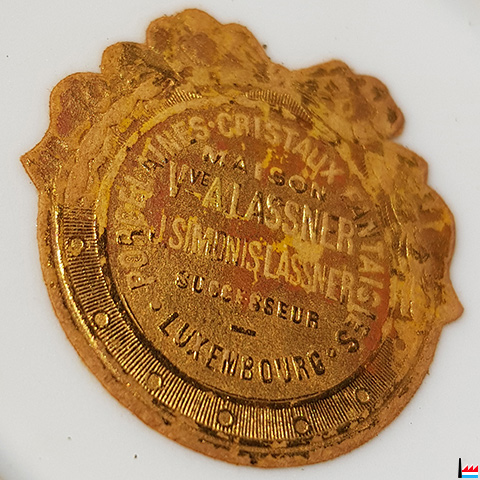 PORCELAINES · CRISTAUX FANTAISIES
MAISON
Vve A. LASSNER
J. SIMONIS-LASSNER
SUCCESSEUR
LUXEMBOURG